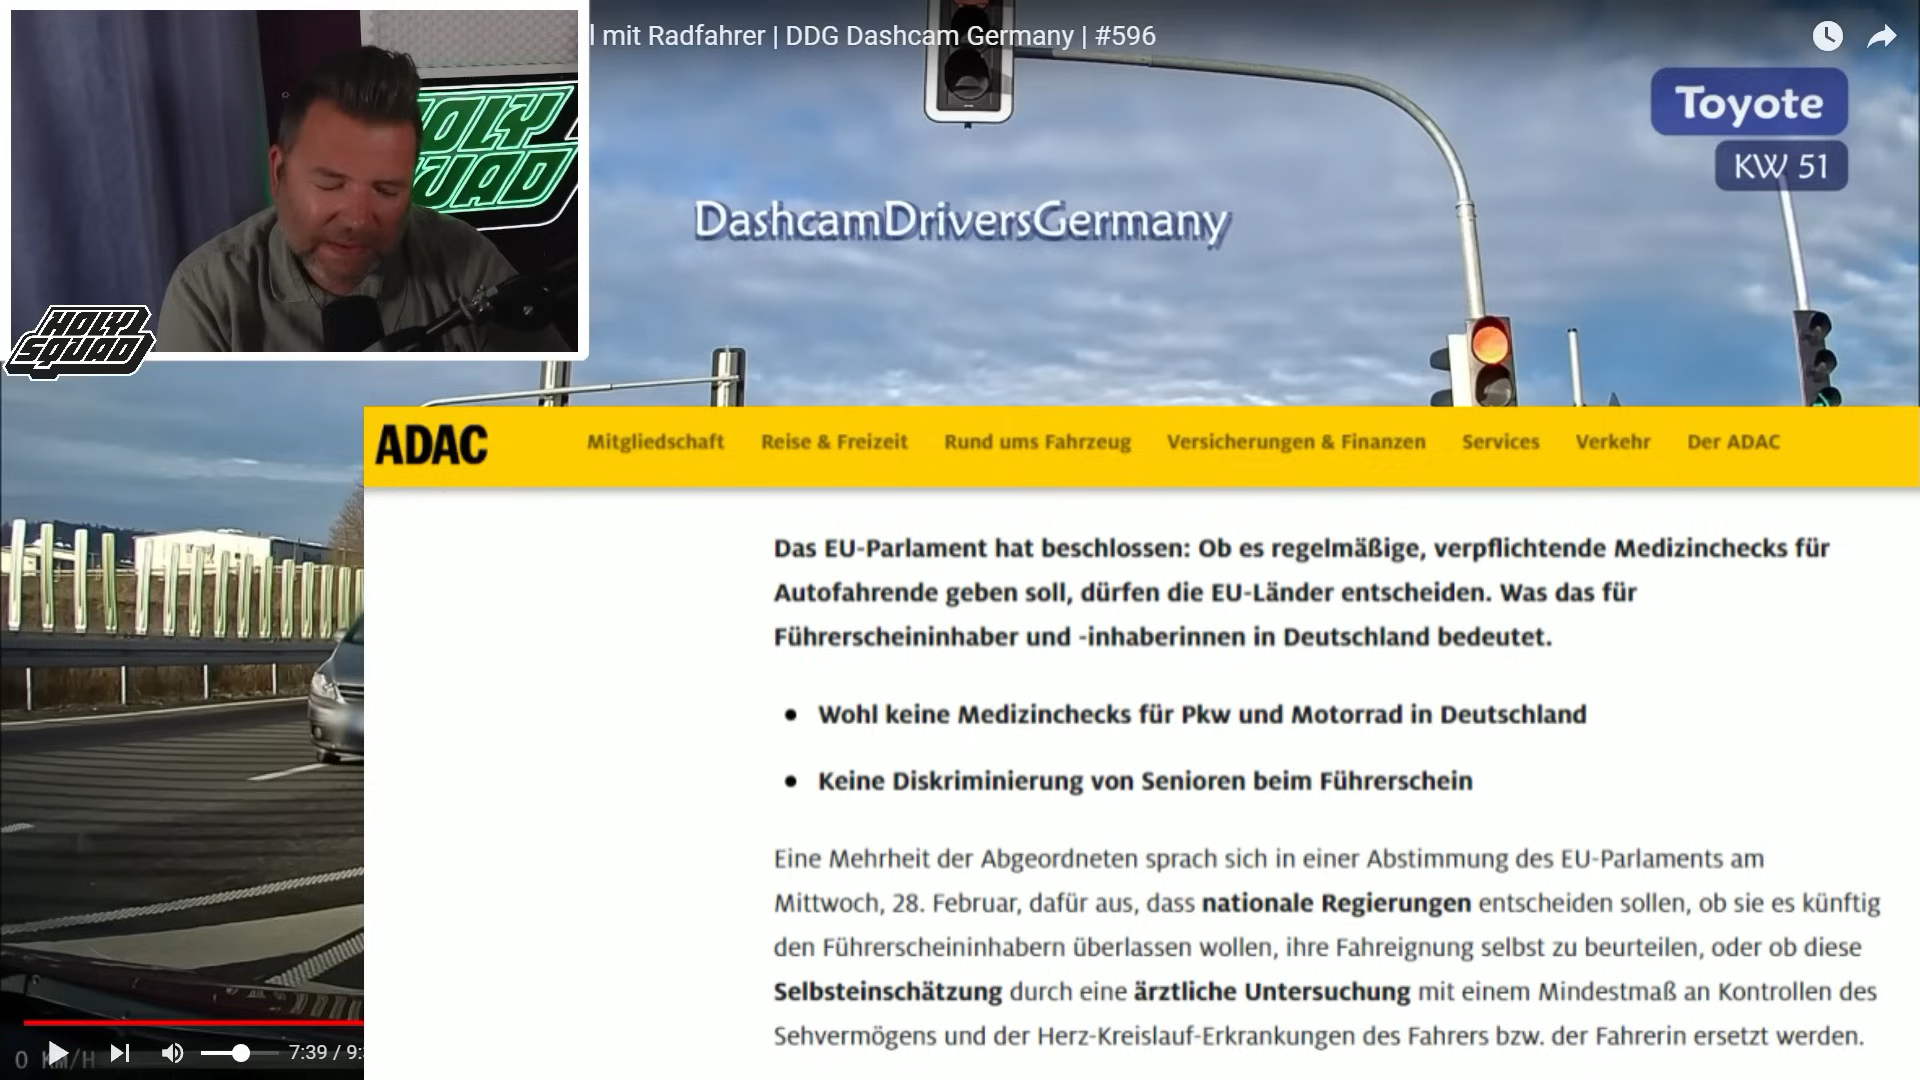 l mit Radfahrer | DDG Dashcam Germany | #596
Toyote
KW 51
DashcamDriversGermany
HOLY
SQUAD
ADAC
Mitgliedschaft Reise & Freizeit Rund ums Fahrzeug Versicherungen & Finanzen Services Verkehr Der ADAC
Das EU-Parlament hat beschlossen: Ob es regelmäßige, verpflichtende Medizinchecks für
Autofahrende geben soll, dürfen die EU-Länder entscheiden. Was das für
Führerscheininhaber und -inhaberinnen in Deutschland bedeutet.
• Wohl keine Medizinchecks für Pkw und Motorrad in Deutschland
• Keine Diskriminierung von Senioren beim Führerschein
Eine Mehrheit der Abgeordneten sprach sich in einer Abstimmung des EU-Parlaments am
Mittwoch, 28. Februar, dafür aus, dass nationale Regierungen entscheiden sollen, ob sie es künftig
den Führerscheininhabern überlassen wollen, ihre Fahreignung selbst zu beurteilen, oder ob diese
Selbsteinschätzung durch eine ärztliche Untersuchung mit einem Mindestmaß an Kontrollen des
Sehvermögens und der Herz-Kreislauf-Erkrankungen des Fahrers bzw. der Fahrerin ersetzt werden.
0 KM/H
7:39 / 9: